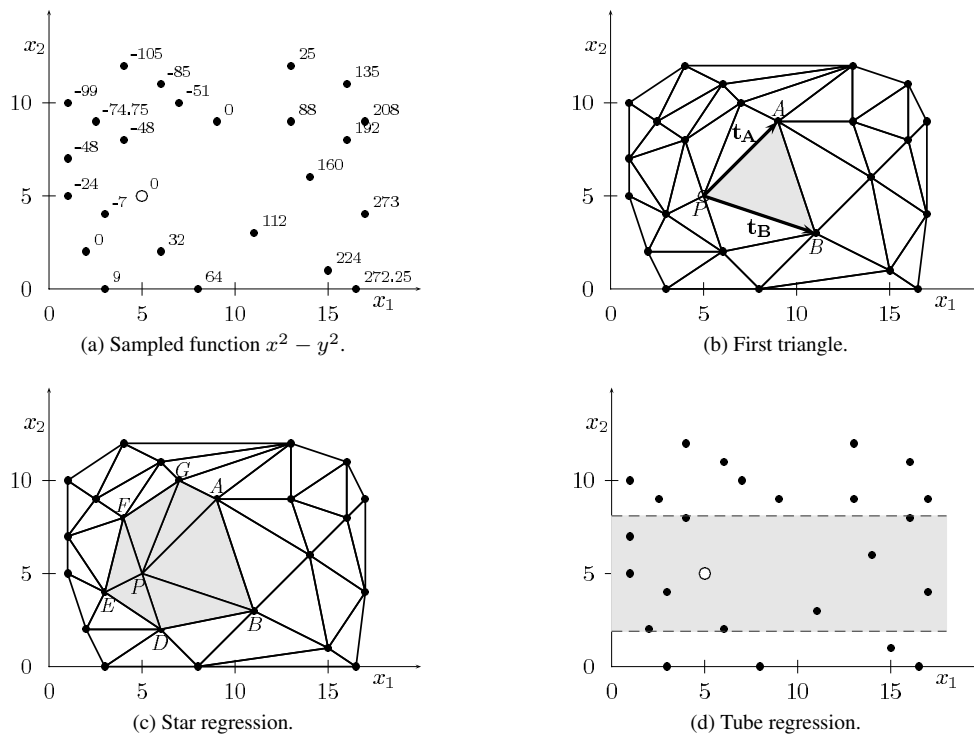 x2
-105
25
-85
135
-99
-51
10
-74.75
0
88
208
-48
192
-48
160
-24
0
5
-7
273
112
0
32
224
9
64
272.25
0
x1
0
5
10
15
(a) Sampled function x² − y².
x2
10
A
tA
5
P
tB
B
0
x1
0
5
10
15
(b) First triangle.
x2
10
G
A
F
5
P
E
B
D
0
x1
0
5
10
15
(c) Star regression.
x2
10
5
0
x1
0
5
10
15
(d) Tube regression.